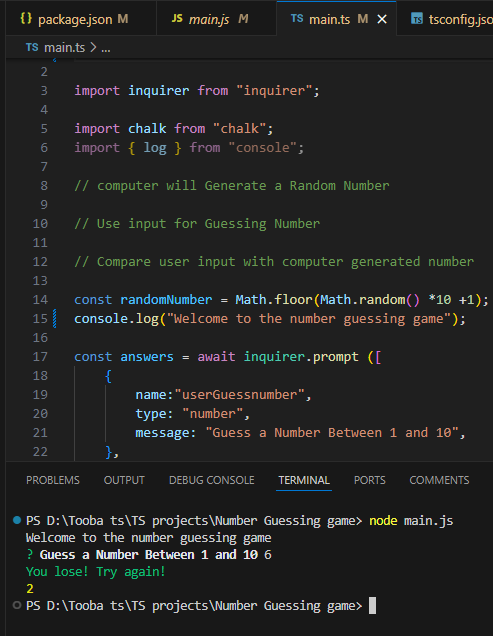 {} package.json M
JS main.js M
TS main.ts M ×
TS tsconfig.jso
TS main.ts > ...
2
3 import inquirer from "inquirer";
4
5 import chalk from "chalk";
6 import { log } from "console";
7
8 // computer will Generate a Random Number
9
10 // Use input for Guessing Number
11
12 // Compare user input with computer generated number
13
14 const randomNumber = Math.floor(Math.random() *10 +1);
15 console.log("Welcome to the number guessing game");
16
17 const answers = await inquirer.prompt ([
18 {
19 name:"userGuessnumber",
20 type: "number",
21 message: "Guess a Number Between 1 and 10",
22 },
PROBLEMS OUTPUT DEBUG CONSOLE TERMINAL PORTS COMMENTS
PS D:\Tooba ts\TS projects\Number Guessing game> node main.js
Welcome to the number guessing game
? Guess a Number Between 1 and 10 6
You lose! Try again!
2
PS D:\Tooba ts\TS projects\Number Guessing game>